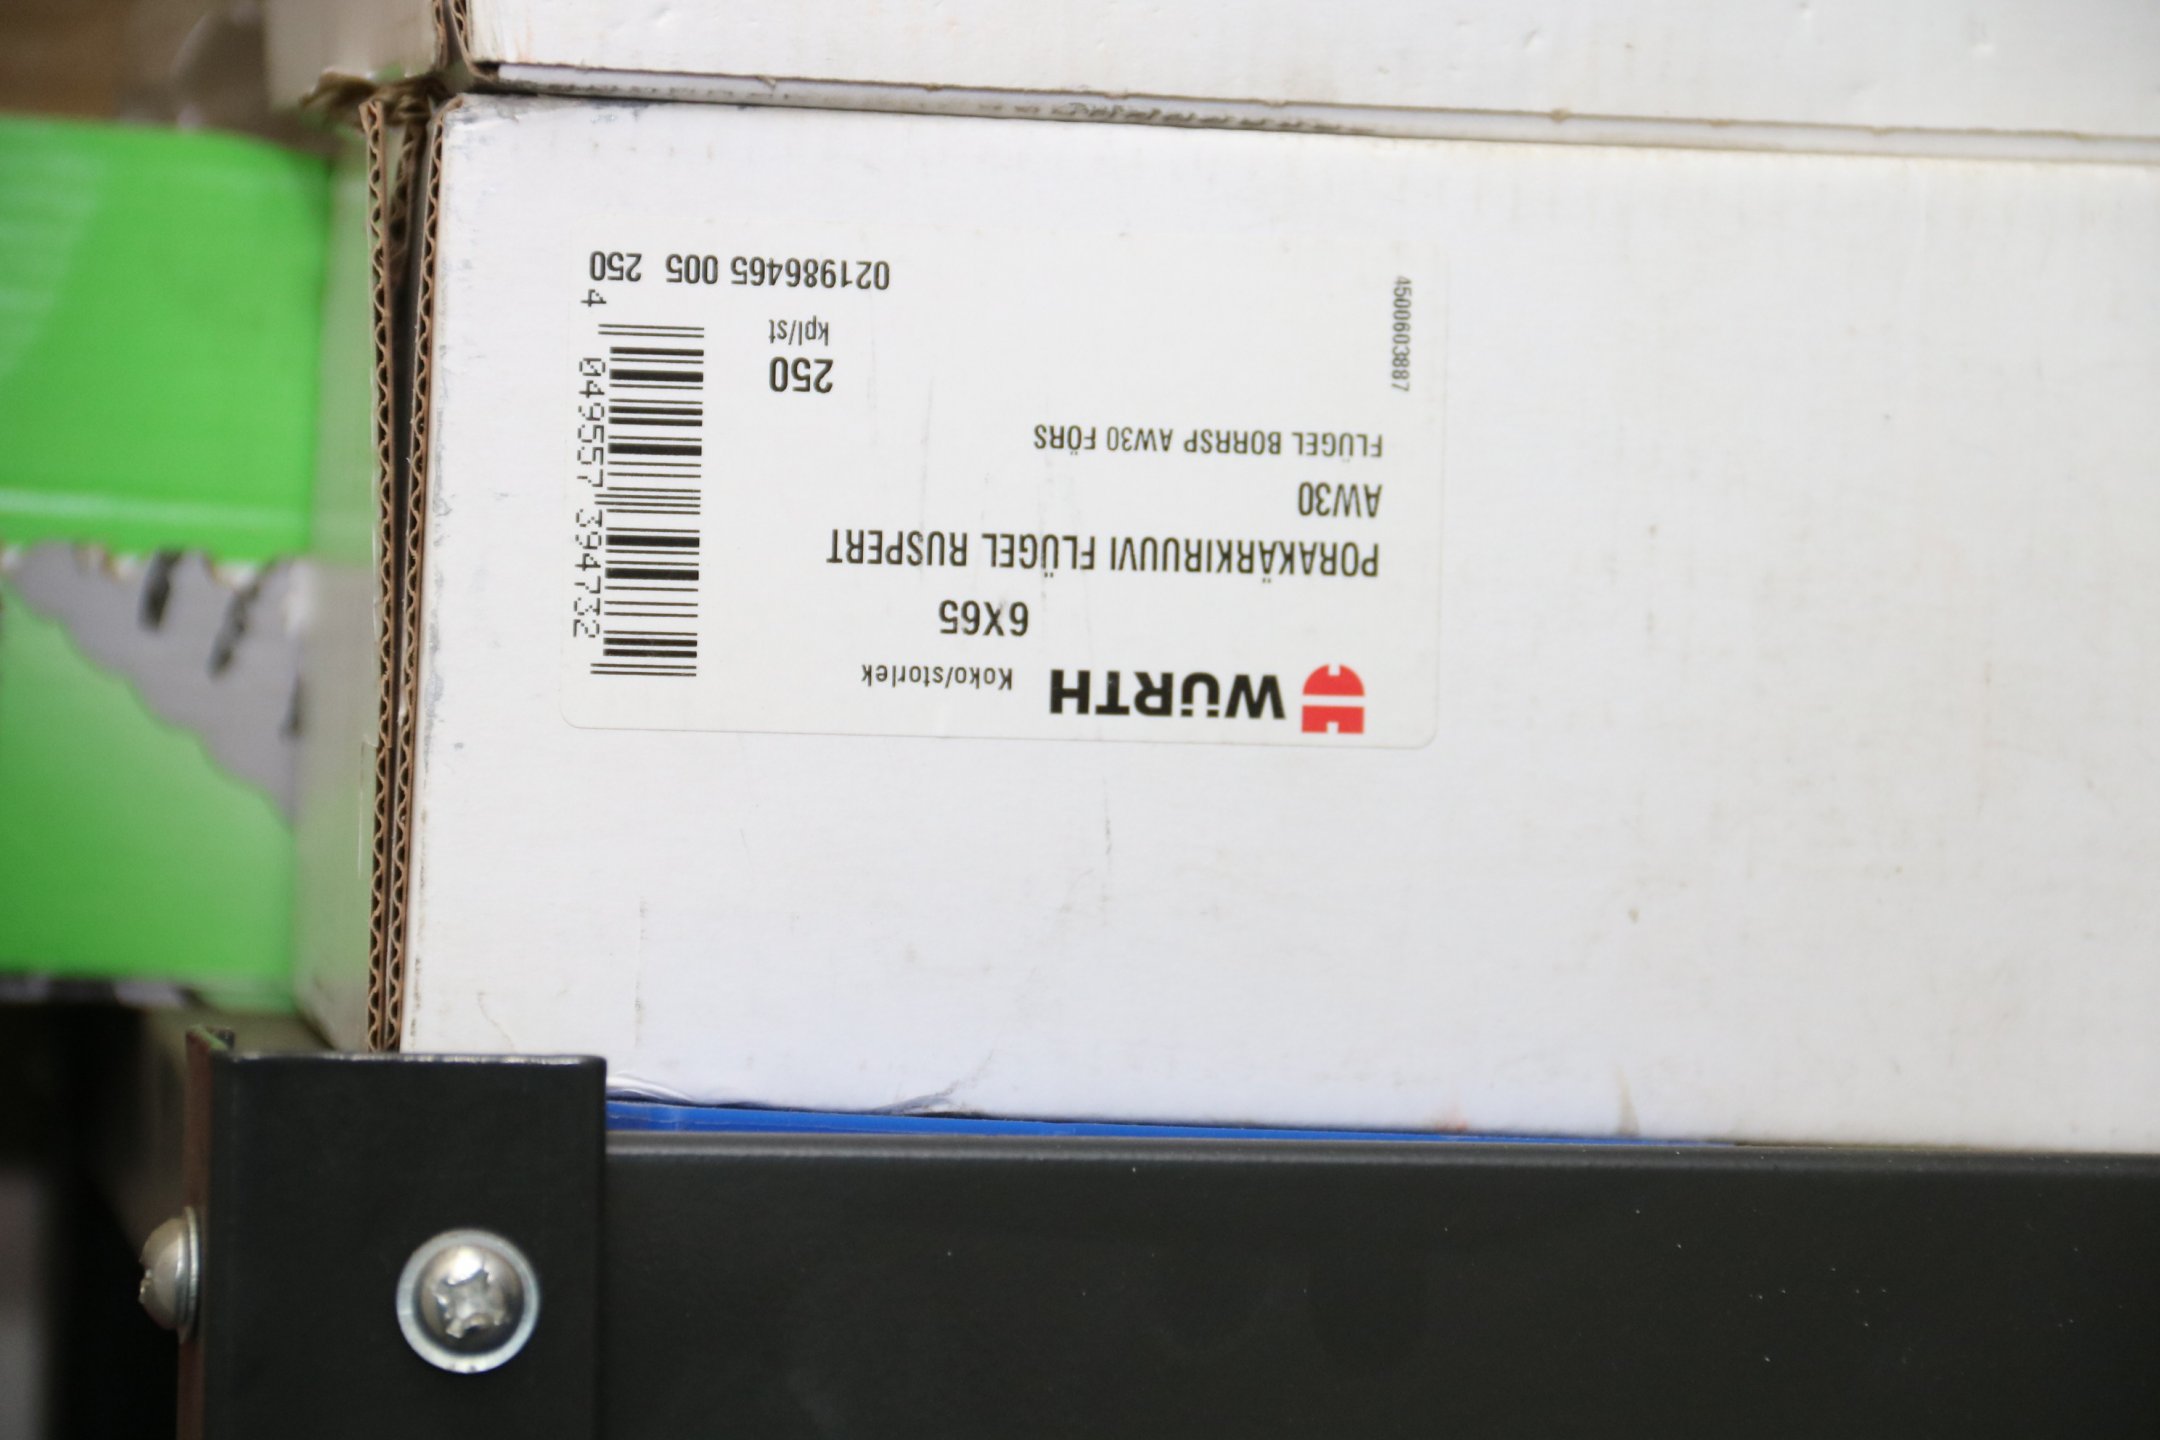 WÜRTH
Koko/storlek
6X65
PORAKÄRKIRUUVI FLÜGEL RUSPERT
AW30
FLÜGEL BORRSP AW30 FÖRS
250
kpl/st
021986465 005 250
4500603887
4 049557 394732